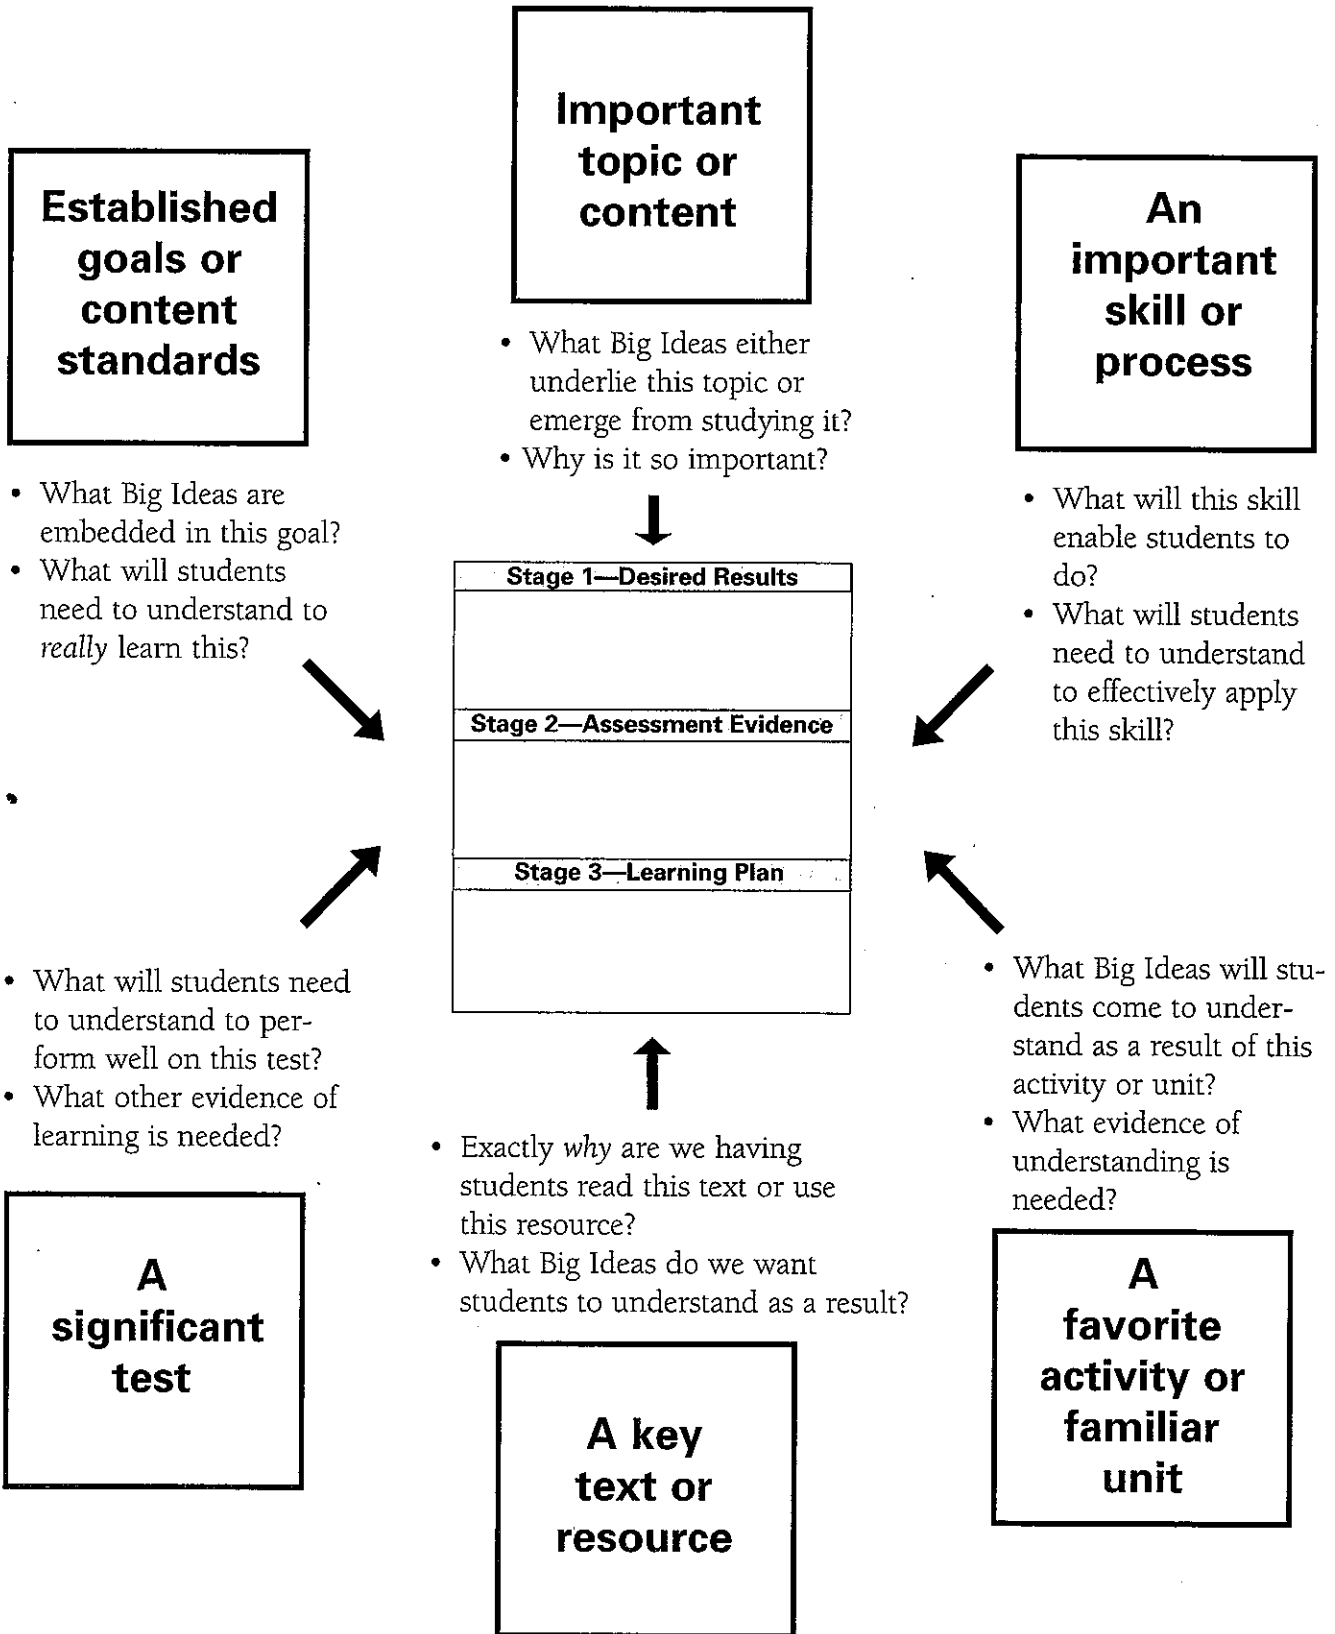 Important
topic or
content
Established
goals or
content
standards
An
important
skill or
process
• What Big Ideas either
underlie this topic or
emerge from studying it?
• Why is it so important?
• What Big Ideas are
embedded in this goal?
• What will students
need to understand to
really learn this?
• What will this skill
enable students to
do?
• What will students
need to understand
to effectively apply
this skill?
Stage 1—Desired Results
Stage 2—Assessment Evidence
Stage 3—Learning Plan
• What will students need
to understand to per-
form well on this test?
• What other evidence of
learning is needed?
• Exactly why are we having
students read this text or use
this resource?
• What Big Ideas do we want
students to understand as a result?
• What Big Ideas will stu-
dents come to under-
stand as a result of this
activity or unit?
• What evidence of
understanding is
needed?
A
significant
test
A key
text or
resource
A
favorite
activity or
familiar
unit